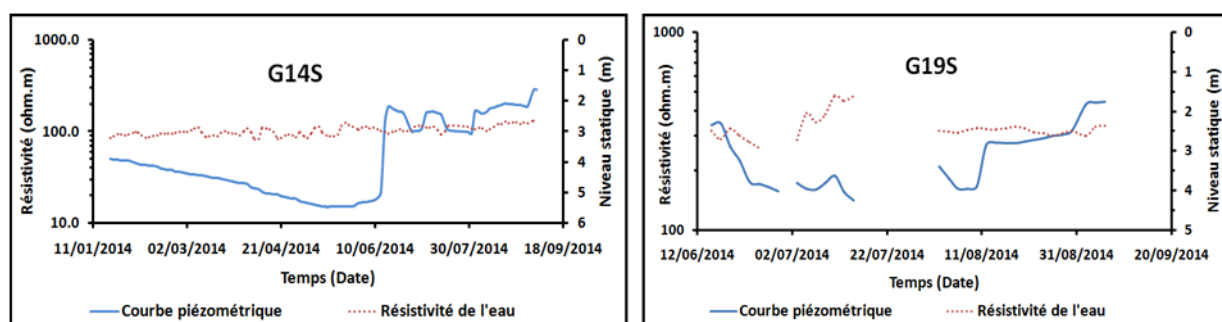 G14S
Résistivité (ohm.m)
1000.0
100.0
10.0
Niveau statique (m)
0
1
2
3
4
5
6
11/01/2014 02/03/2014 21/04/2014 10/06/2014 30/07/2014 18/09/2014
Temps (Date)
Courbe piézométrique Résistivité de l'eau
G19S
Résistivité (ohm.m)
1000
100
Niveau statique (m)
0
1
2
3
4
5
12/06/2014 02/07/2014 22/07/2014 11/08/2014 31/08/2014 20/09/2014
Temps (Date)
Courbe piézométrique Résistivité de l'eau